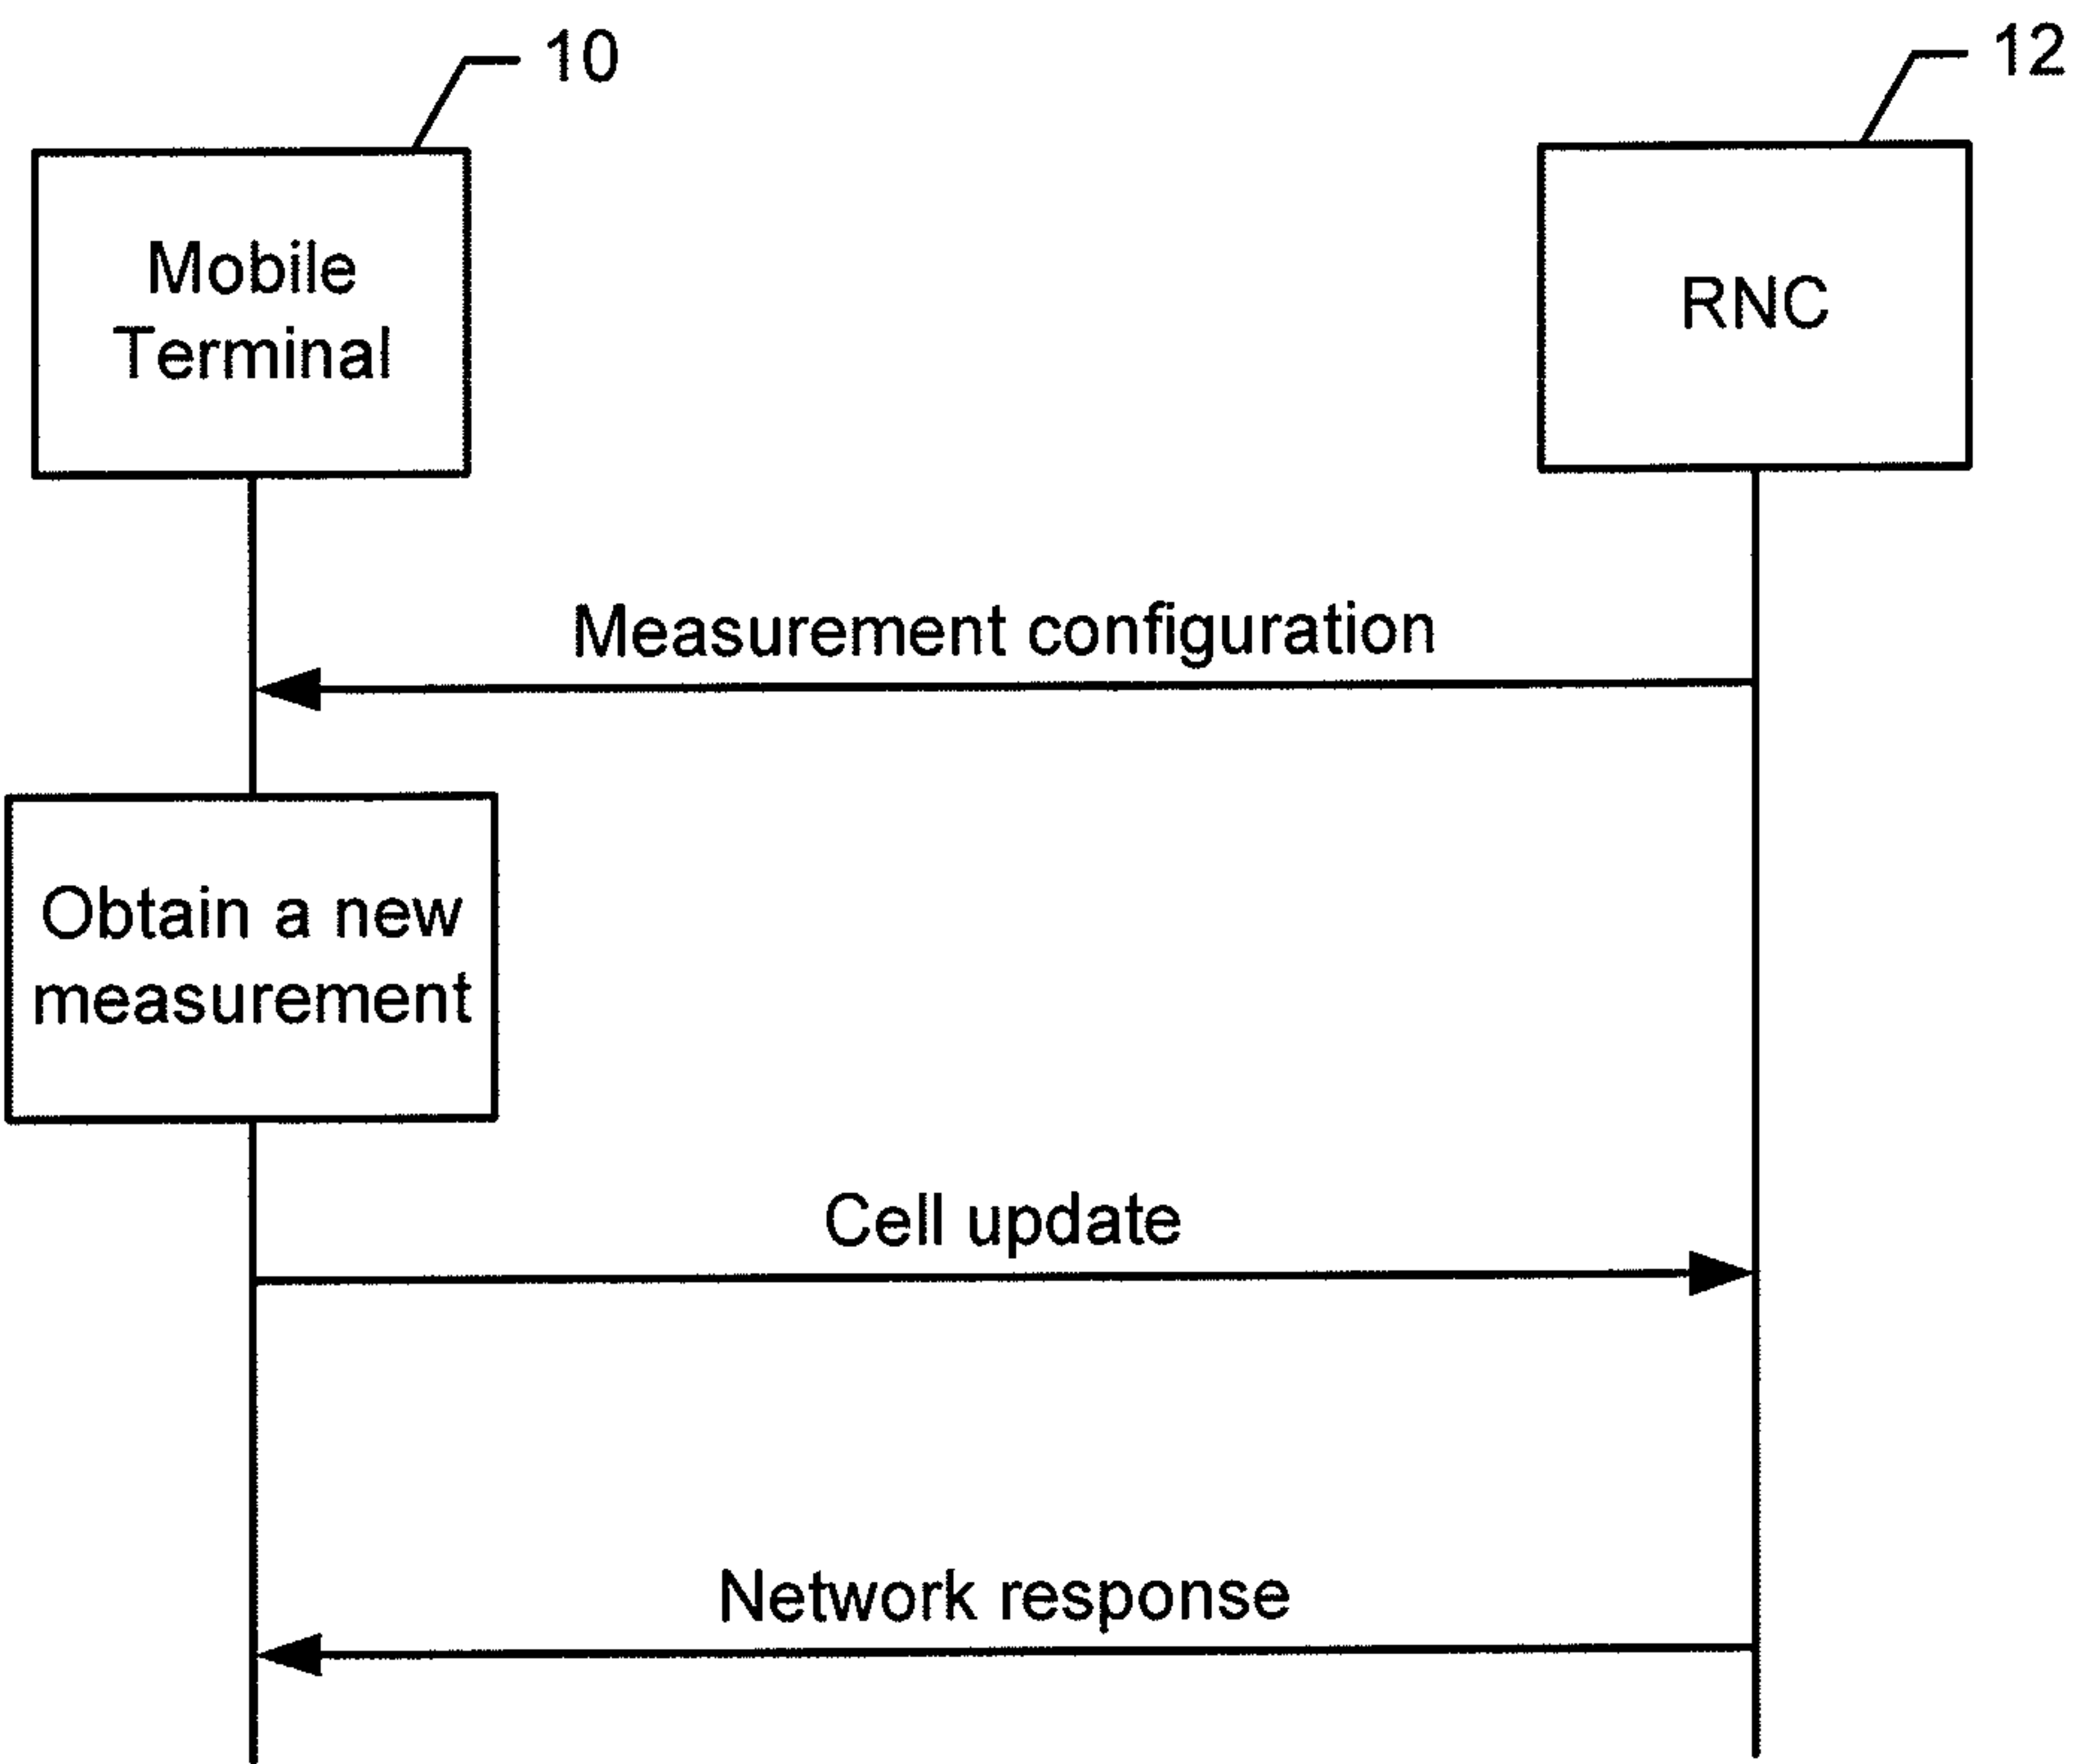 10
12
Mobile
Terminal
RNC
Measurement configuration
Obtain a new
measurement
Cell update
Network response